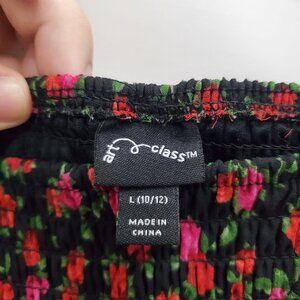 art class™
L (10/12)
MADE IN
CHINA